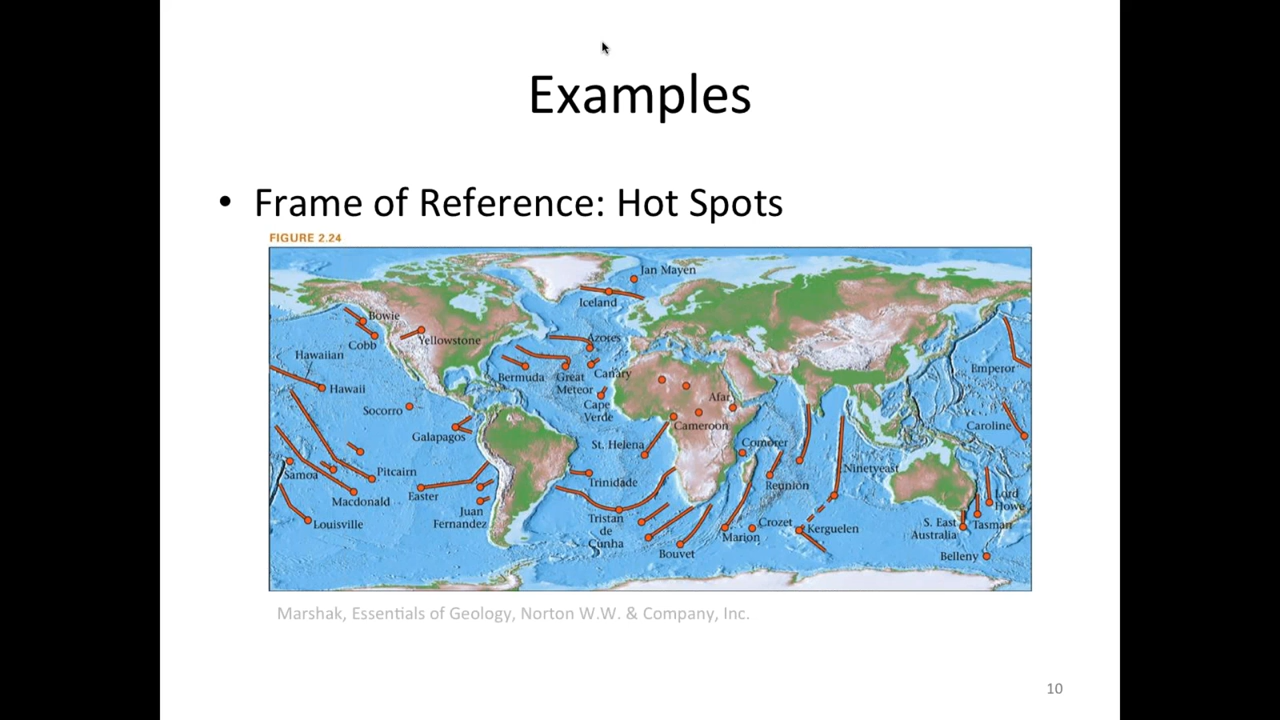 Examples
• Frame of Reference: Hot Spots
FIGURE 2.24
Jan Mayen
Iceland
Bowie
Cobb
Yellowstone
Hawaiian
Hawaii
Socorro
Galapagos
Bermuda
Great
Meteor
Azores
Canary
Cape
Verde
Afar
Cameroon
Emperor
Caroline
St. Helena
Comorer
Samoa
Pitcairn
Macdonald
Louisville
Easter
Juan
Fernandez
Trinidade
Tristan
de
Cunha
Bouvet
Reunion
Marion
Crozet
Kerguelen
Ninetyeast
Lord
Howe
Tasman
S. East
Australia
Belleny
Marshak, Essentials of Geology, Norton W.W. & Company, Inc.
10